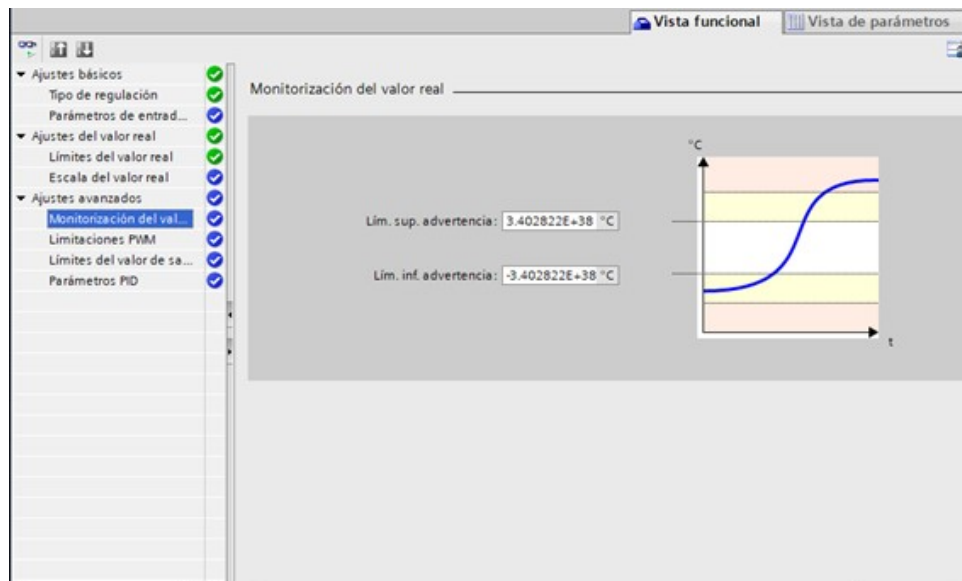 Vista funcional
Vista de parámetros
Ajustes básicos
Tipo de regulación
Parámetros de entrad...
Ajustes del valor real
Límites del valor real
Escala del valor real
Ajustes avanzados
Monitorización del val...
Limitaciones PWM
Límites del valor de sa...
Parámetros PID
Monitorización del valor real
°C
Lím. sup. advertencia: 3.402822E+38 °C
Lím. inf. advertencia: -3.402822E+38 °C
t